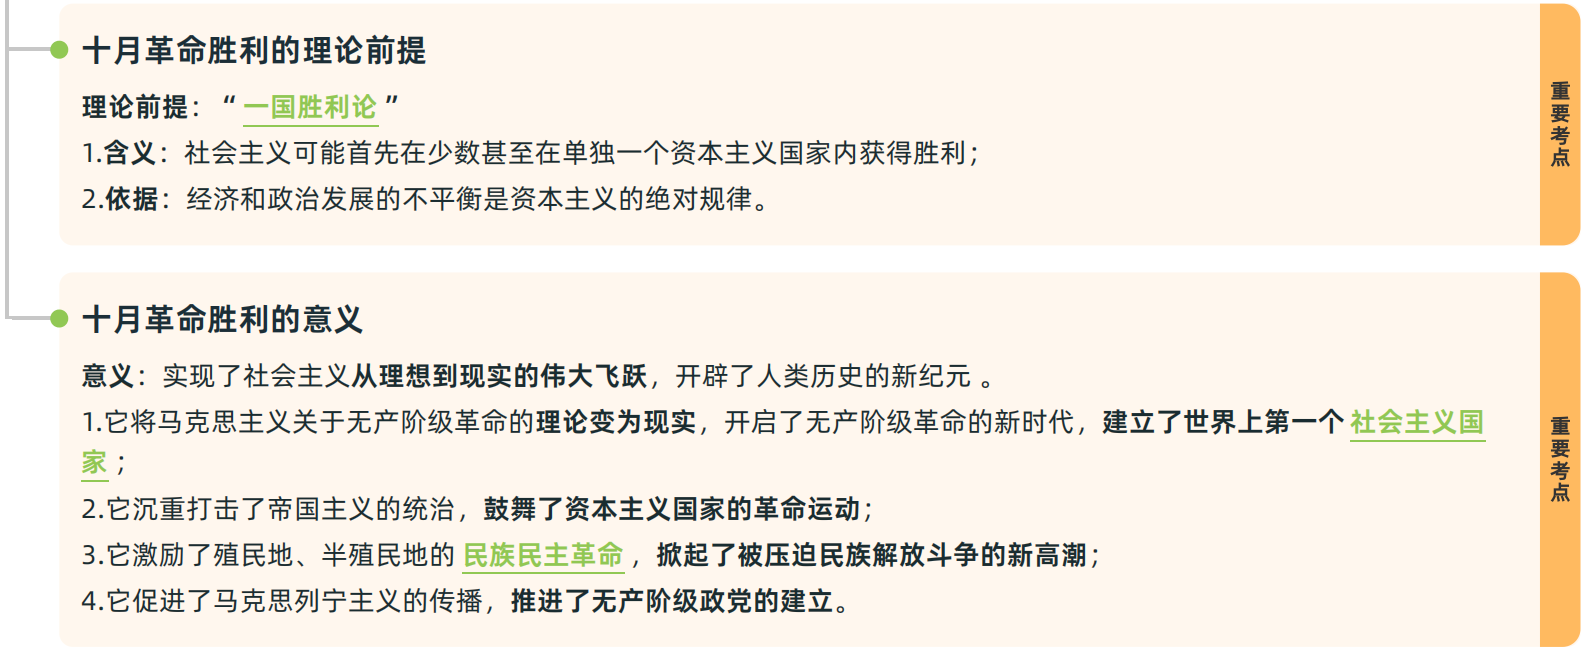 十月革命胜利的理论前提
理论前提：“一国胜利论”
1.含义：社会主义可能首先在少数甚至在单独一个资本主义国家内获得胜利；
2.依据：经济和政治发展的不平衡是资本主义的绝对规律。
重要考点
十月革命胜利的意义
意义：实现了社会主义从理想到现实的伟大飞跃，开辟了人类历史的新纪元 。
1.它将马克思主义关于无产阶级革命的理论变为现实，开启了无产阶级革命的新时代，建立了世界上第一个 社会主义国
家 ；
2.它沉重打击了帝国主义的统治，鼓舞了资本主义国家的革命运动；
3.它激励了殖民地、半殖民地的 民族民主革命 ，掀起了被压迫民族解放斗争的新高潮；
4.它促进了马克思列宁主义的传播，推进了无产阶级政党的建立。
重要考点